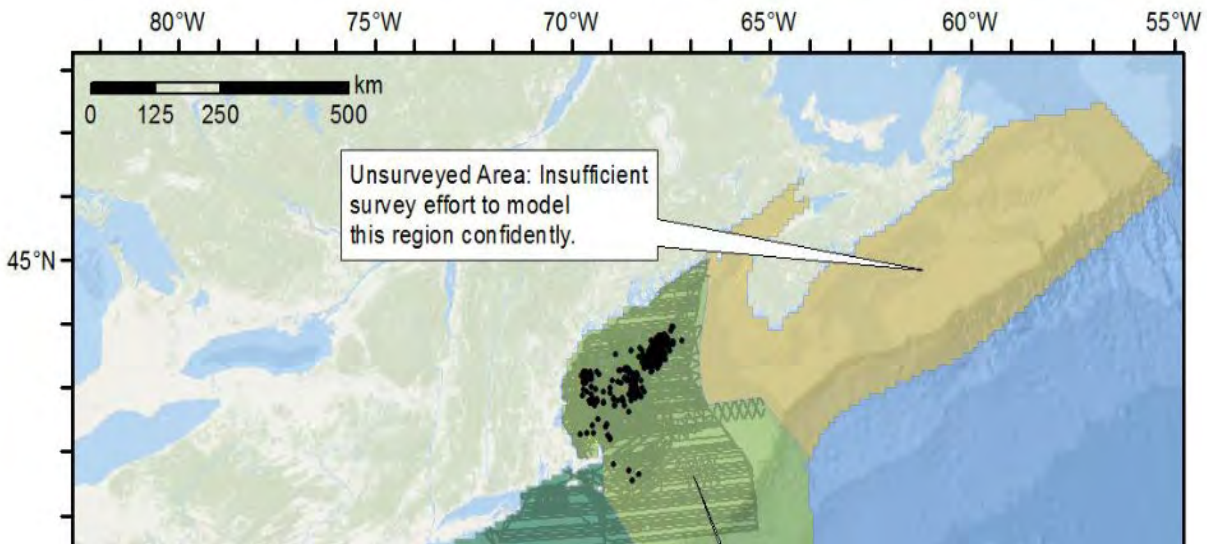 80°W 75°W 70°W 65°W 60°W 55°W
km
0 125 250 500
Unsurveyed Area: Insufficient
survey effort to model
this region confidently.
45°N